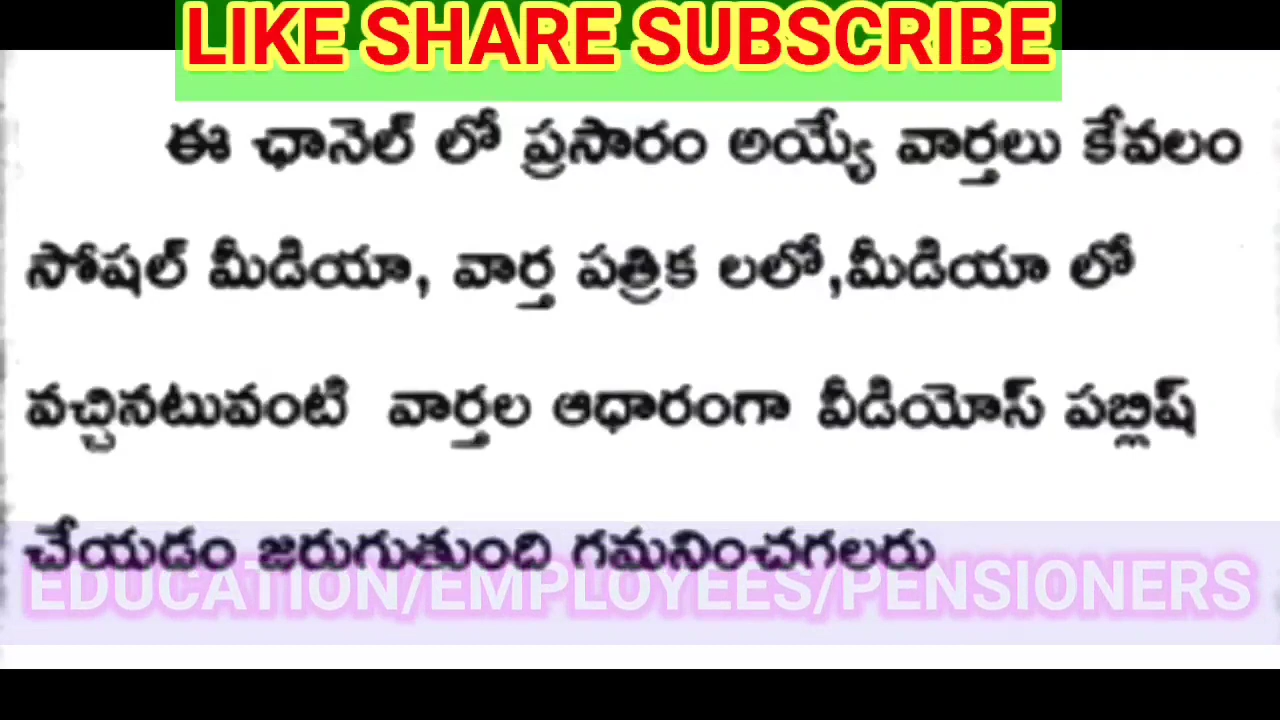 LIKE SHARE SUBSCRIBE
ఈ ఛానెల్ లో ప్రసారం అయ్యే వార్తలు కేవలం
సోషల్ మీడియా, వార్త పత్రిక లలో,మీడియా లో
వచ్చినటువంటి వార్తల ఆధారంగా వీడియోస్ పబ్లిష్
చేయడం జరుగుతుంది గమనించగలరు
EDUCATION/EMPLOYEES/PENSIONERS